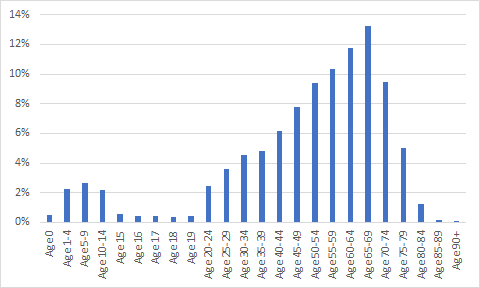 14%
12%
10%
8%
6%
4%
2%
0%
Age 0
Age 1-4
Age 5-9
Age 10-14
Age 15
Age 16
Age 17
Age 18
Age 19
Age 20-24
Age 25-29
Age 30-34
Age 35-39
Age 40-44
Age 45-49
Age 50-54
Age 55-59
Age 60-64
Age 65-69
Age 70-74
Age 75-79
Age 80-84
Age 85-89
Age 90+